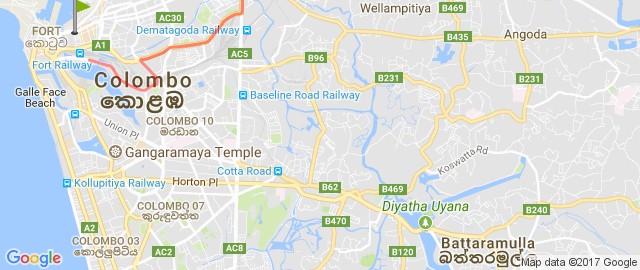 Wellampitiya
B469
AC30
FORT
කොටුව
Dematagoda Railway
B435
Angoda
A1
Fort Railway
AC5
B96
B231
B231
Colombo
කොළඹ
Galle Face
Beach
Baseline Road Railway
COLOMBO 10
මරදාන
Union Pl
Gangaramaya Temple
Koswatta Rd
Cotta Road
Kollupitiya Railway
Horton Pl
B62
B469
COLOMBO 07
කුරුඳුවත්ත
Diyatha Uyana
B240
A2
B470
COLOMBO 03
කොල්ලුපිටිය
AC2
AC8
B120
Battaramulla
බත්තරමුල්ල
Google
Map data ©2017 Google